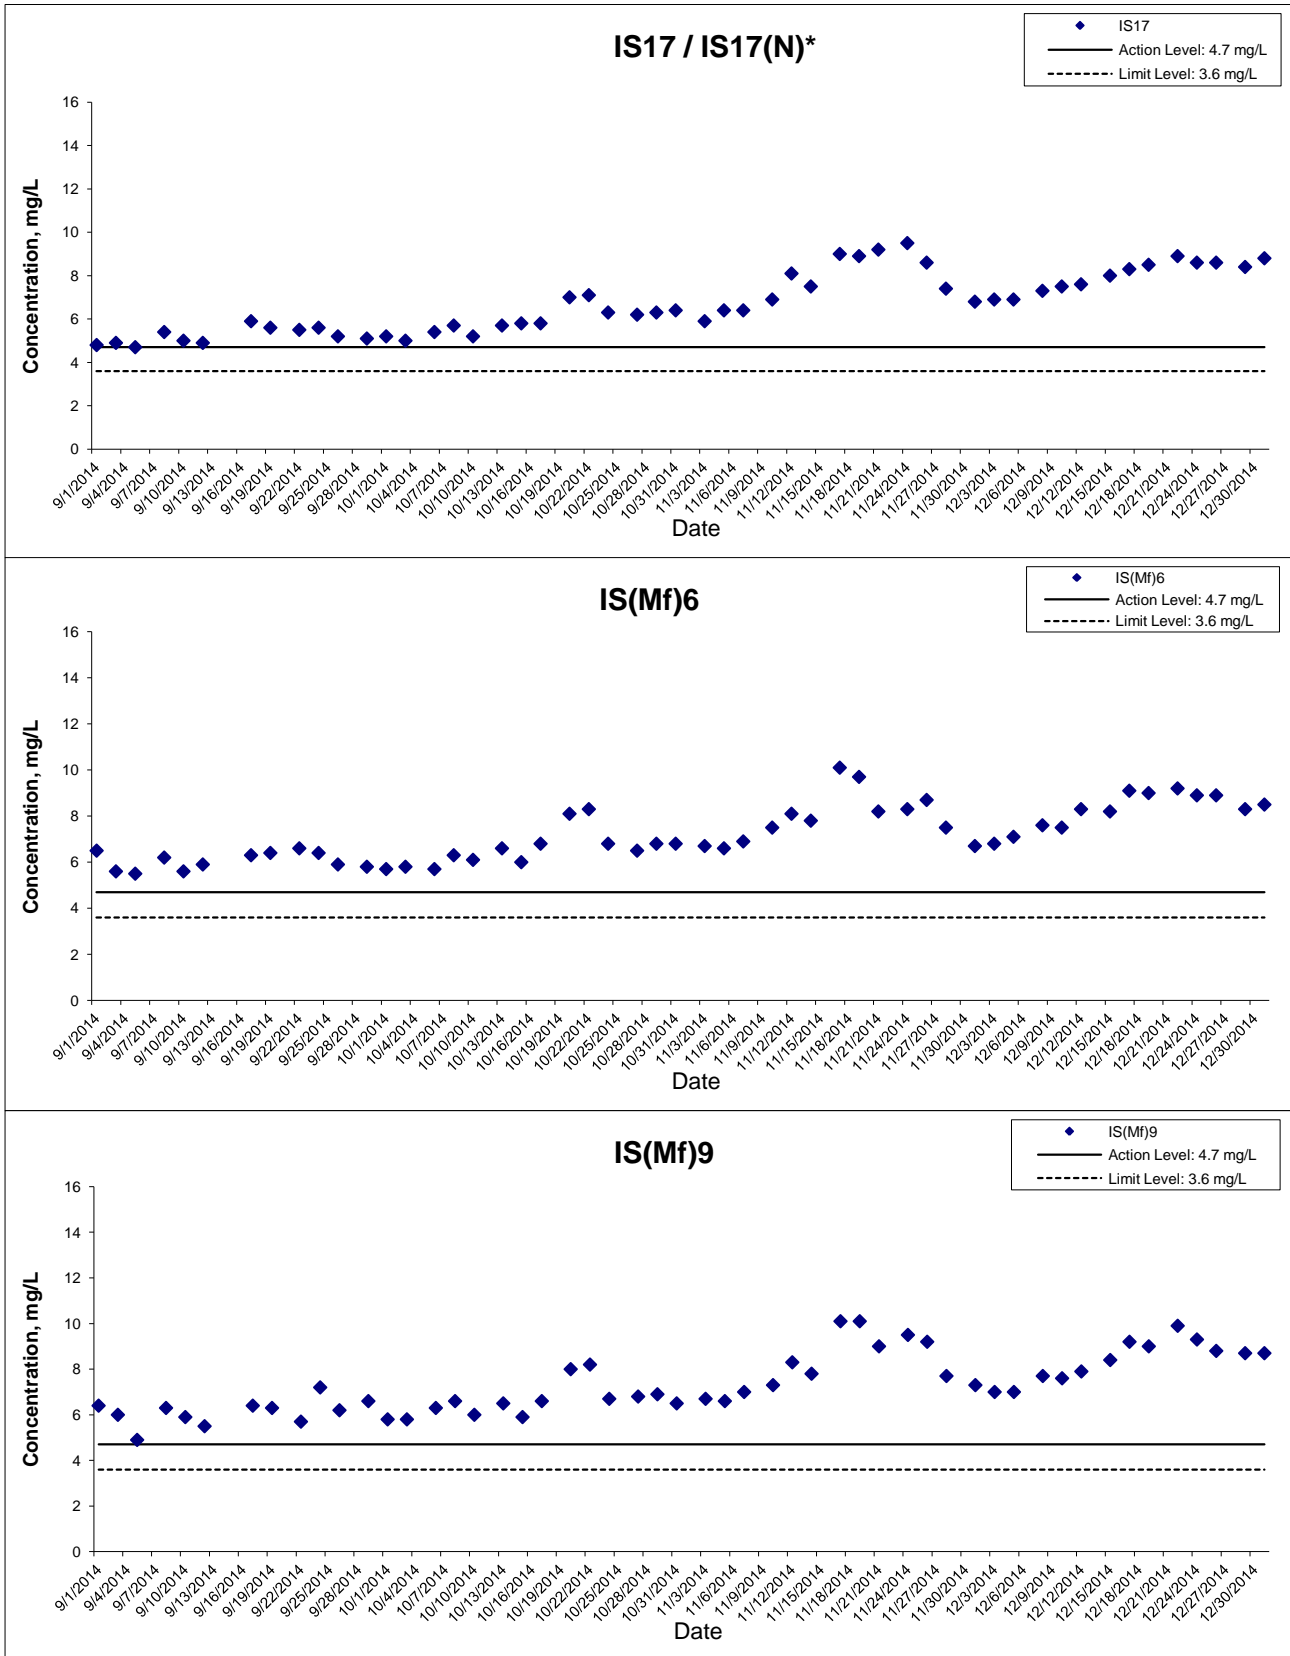 IS17 / IS17(N)*
IS17
Action Level: 4.7 mg/L
Limit Level: 3.6 mg/L
Concentration, mg/L
16
14
12
10
8
6
4
2
0
9/1/2014 9/4/2014 9/7/2014 9/10/2014 9/13/2014 9/16/2014 9/19/2014 9/22/2014 9/25/2014 9/28/2014 10/1/2014 10/4/2014 10/7/2014 10/10/2014 10/13/2014 10/16/2014 10/19/2014 10/22/2014 10/25/2014 10/28/2014 10/31/2014 11/3/2014 11/6/2014 11/9/2014 11/12/2014 11/15/2014 11/18/2014 11/21/2014 11/24/2014 11/27/2014 11/30/2014 12/3/2014 12/6/2014 12/9/2014 12/12/2014 12/15/2014 12/18/2014 12/21/2014 12/24/2014 12/27/2014 12/30/2014
Date
IS(Mf)6
IS(Mf)6
Action Level: 4.7 mg/L
Limit Level: 3.6 mg/L
Concentration, mg/L
16
14
12
10
8
6
4
2
0
9/1/2014 9/4/2014 9/7/2014 9/10/2014 9/13/2014 9/16/2014 9/19/2014 9/22/2014 9/25/2014 9/28/2014 10/1/2014 10/4/2014 10/7/2014 10/10/2014 10/13/2014 10/16/2014 10/19/2014 10/22/2014 10/25/2014 10/28/2014 10/31/2014 11/3/2014 11/6/2014 11/9/2014 11/12/2014 11/15/2014 11/18/2014 11/21/2014 11/24/2014 11/27/2014 11/30/2014 12/3/2014 12/6/2014 12/9/2014 12/12/2014 12/15/2014 12/18/2014 12/21/2014 12/24/2014 12/27/2014 12/30/2014
Date
IS(Mf)9
IS(Mf)9
Action Level: 4.7 mg/L
Limit Level: 3.6 mg/L
Concentration, mg/L
16
14
12
10
8
6
4
2
0
9/1/2014 9/4/2014 9/7/2014 9/10/2014 9/13/2014 9/16/2014 9/19/2014 9/22/2014 9/25/2014 9/28/2014 10/1/2014 10/4/2014 10/7/2014 10/10/2014 10/13/2014 10/16/2014 10/19/2014 10/22/2014 10/25/2014 10/28/2014 10/31/2014 11/3/2014 11/6/2014 11/9/2014 11/12/2014 11/15/2014 11/18/2014 11/21/2014 11/24/2014 11/27/2014 11/30/2014 12/3/2014 12/6/2014 12/9/2014 12/12/2014 12/15/2014 12/18/2014 12/21/2014 12/24/2014 12/27/2014 12/30/2014
Date